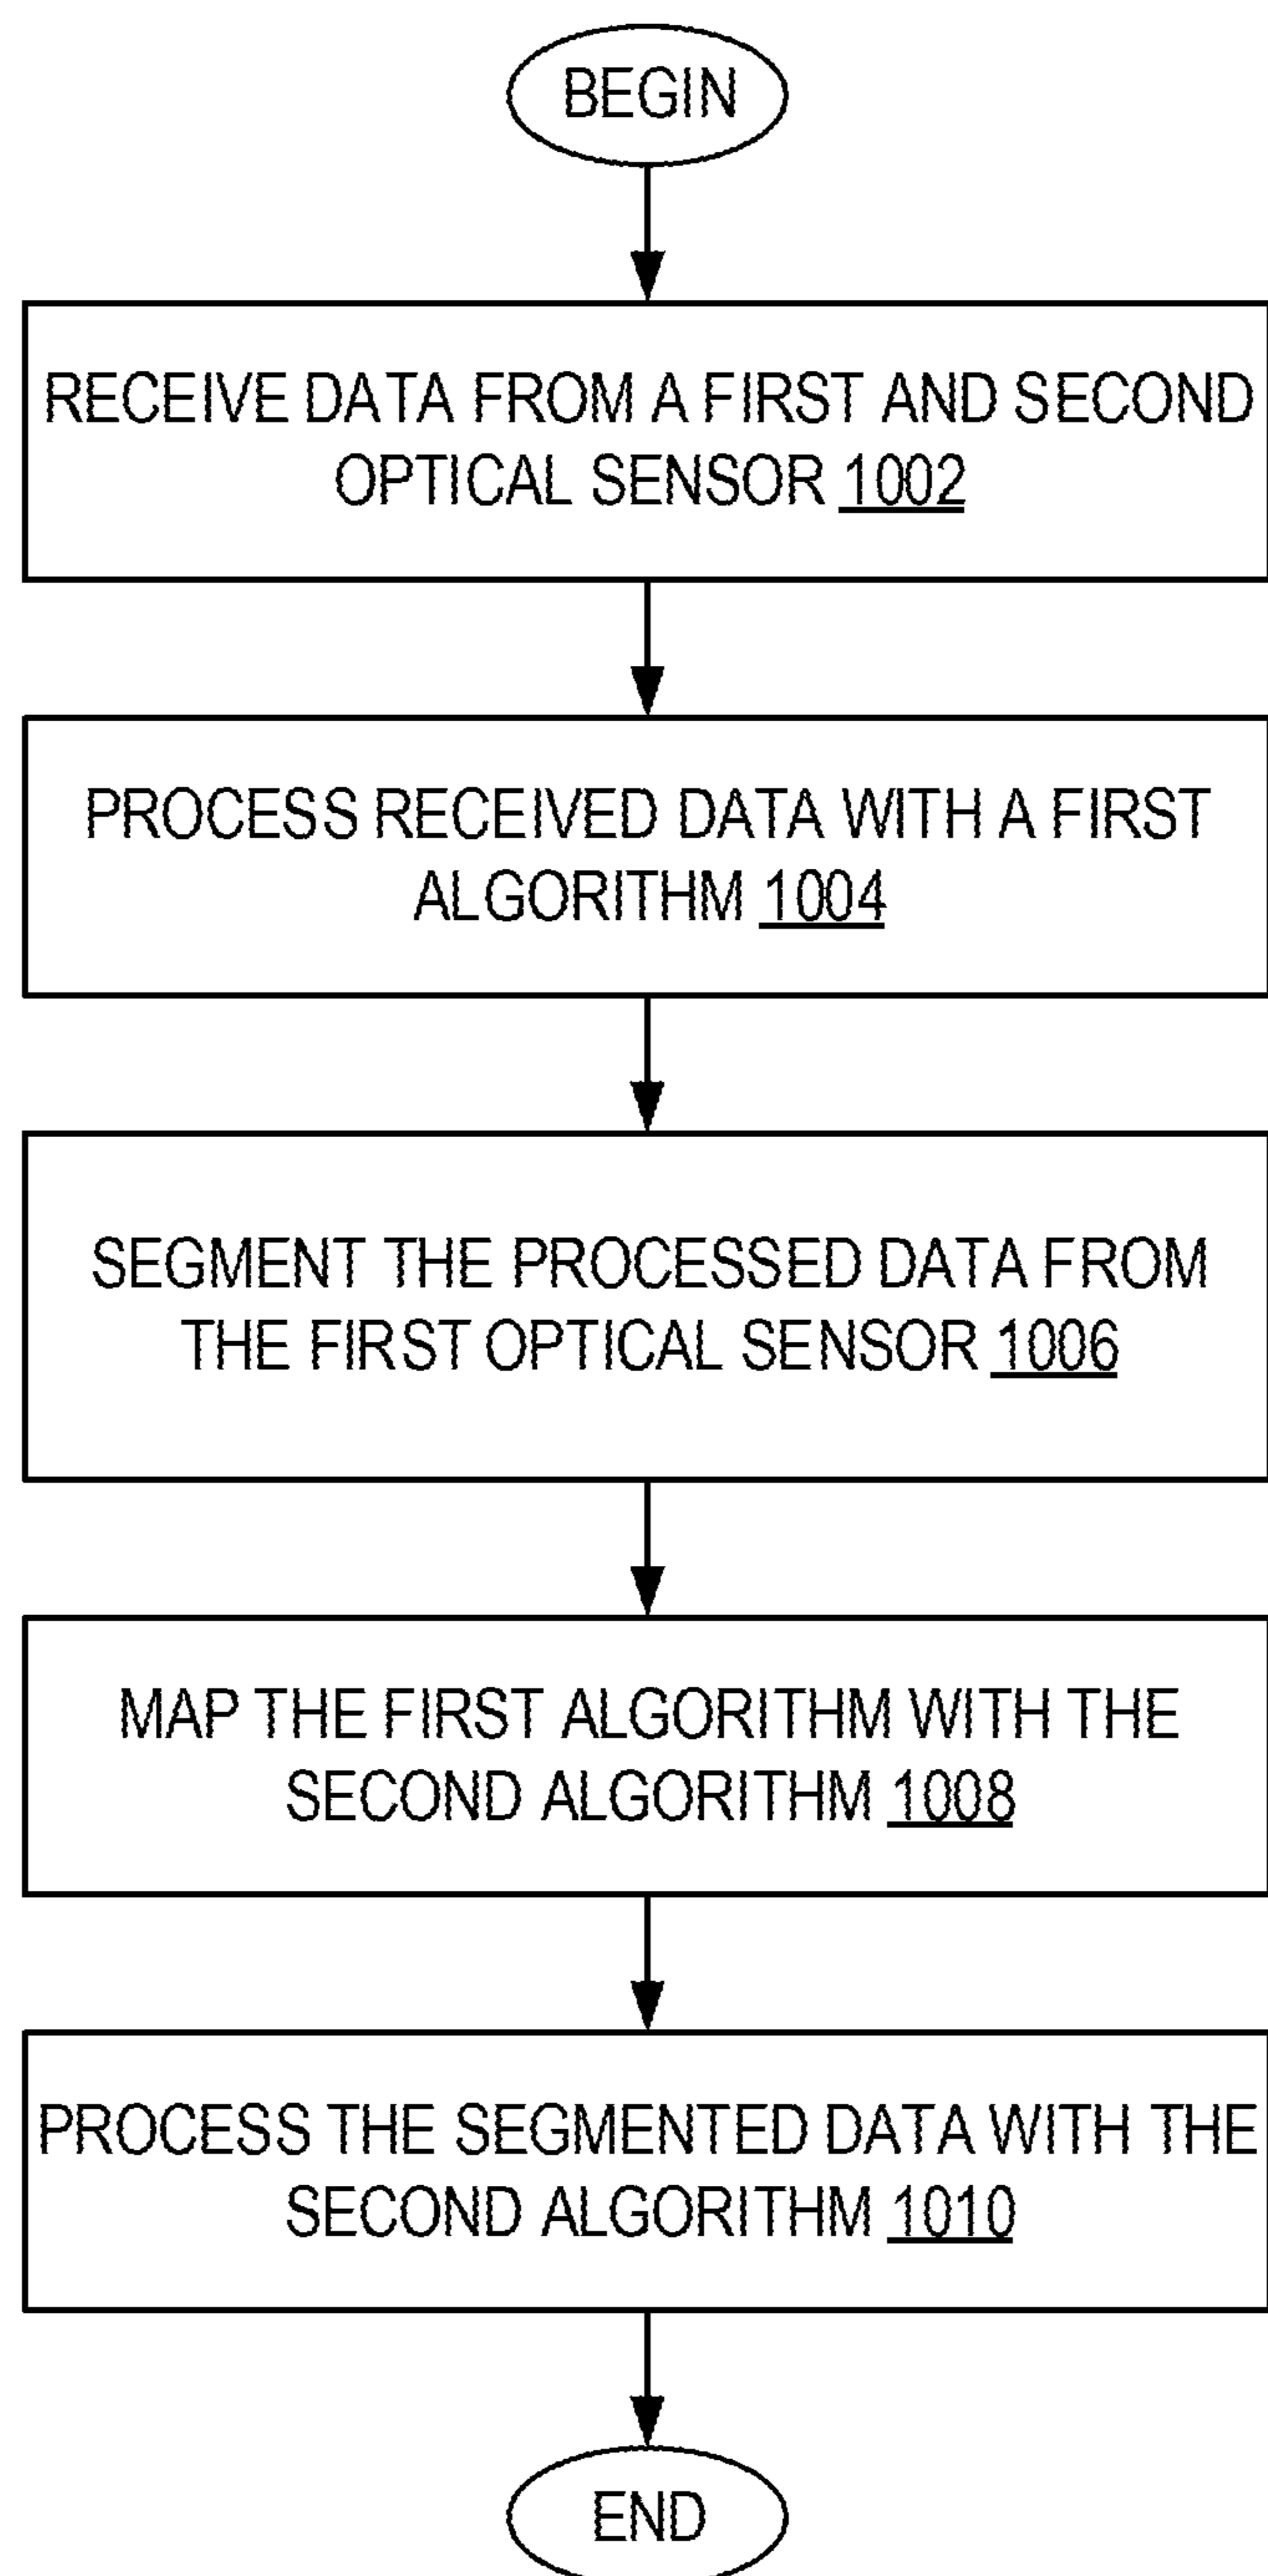 BEGIN
RECEIVE DATA FROM A FIRST AND SECOND
OPTICAL SENSOR 1002
PROCESS RECEIVED DATA WITH A FIRST
ALGORITHM 1004
SEGMENT THE PROCESSED DATA FROM
THE FIRST OPTICAL SENSOR 1006
MAP THE FIRST ALGORITHM WITH THE
SECOND ALGORITHM 1008
PROCESS THE SEGMENTED DATA WITH THE
SECOND ALGORITHM 1010
END